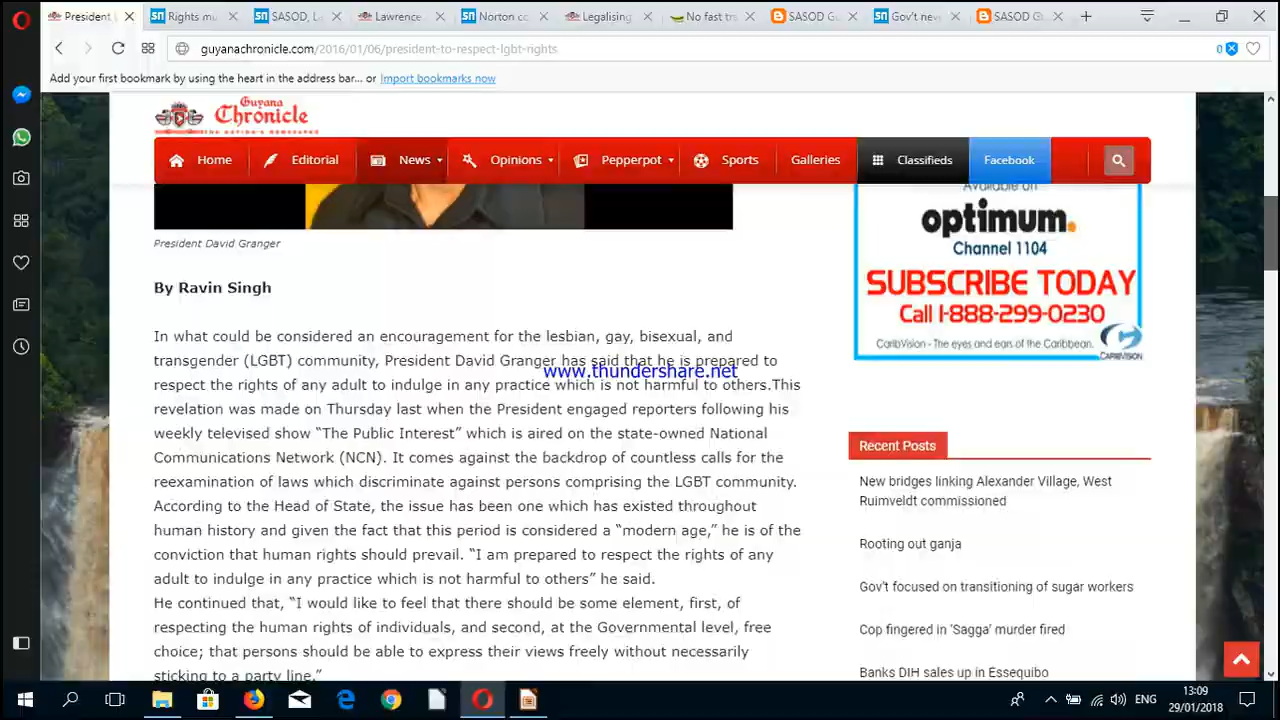 President
Rights mu
SASOD, L
Lawrence
Norton co
Legalising
No fast tra
SASOD Gu
Gov't nev
SASOD Gu
guyanachronicle.com/2016/01/06/president-to-respect-lgbt-rights
0
Add your first bookmark by using the heart in the address bar... or Import bookmarks now
Guyana
Chronicle
THE NATION'S NEWSPAPER
Home
Editorial
News
Opinions
Pepperpot
Sports
Galleries
Classifieds
Facebook
President David Granger
By Ravin Singh
In what could be considered an encouragement for the lesbian, gay, bisexual, and
transgender (LGBT) community, President David Granger has said that he is prepared to
respect the rights of any adult to indulge in any practice which is not harmful to others.This
revelation was made on Thursday last when the President engaged reporters following his
weekly televised show “The Public Interest” which is aired on the state-owned National
Communications Network (NCN). It comes against the backdrop of countless calls for the
reexamination of laws which discriminate against persons comprising the LGBT community.
According to the Head of State, the issue has been one which has existed throughout
human history and given the fact that this period is considered a “modern age,” he is of the
conviction that human rights should prevail. “I am prepared to respect the rights of any
adult to indulge in any practice which is not harmful to others” he said.
He continued that, “I would like to feel that there should be some element, first, of
respecting the human rights of individuals, and second, at the Governmental level, free
choice; that persons should be able to express their views freely without necessarily
sticking to a party line.”
www.thundershare.net
Available on
optimum.
Channel 1104
SUBSCRIBE TODAY
Call 1-888-299-0230
CaribVision - The eyes and ears of the Caribbean.
CARIBVISION
Recent Posts
New bridges linking Alexander Village, West
Ruimveldt commissioned
Rooting out ganja
Gov't focused on transitioning of sugar workers
Cop fingered in 'Sagga' murder fired
Banks DIH sales up in Essequibo
ENG
13:09
29/01/2018